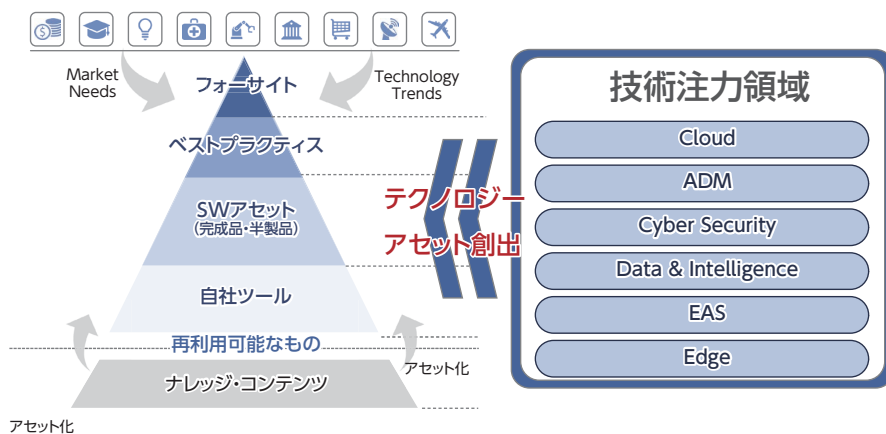 Market
Needs
Technology
Trends
フォーサイト
ベストプラクティス
SWアセット
(完成品・半製品)
自社ツール
再利用可能なもの
ナレッジ・コンテンツ
アセット化
アセット化
テクノロジー
アセット創出
技術注力領域
Cloud
ADM
Cyber Security
Data & Intelligence
EAS
Edge